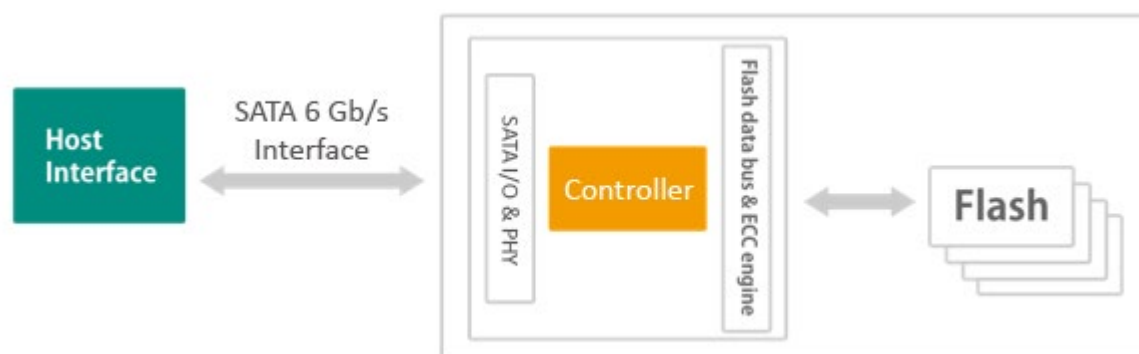 Host
Interface
SATA 6 Gb/s
Interface
SATA I/O & PHY
Controller
Flash data bus & ECC engine
Flash